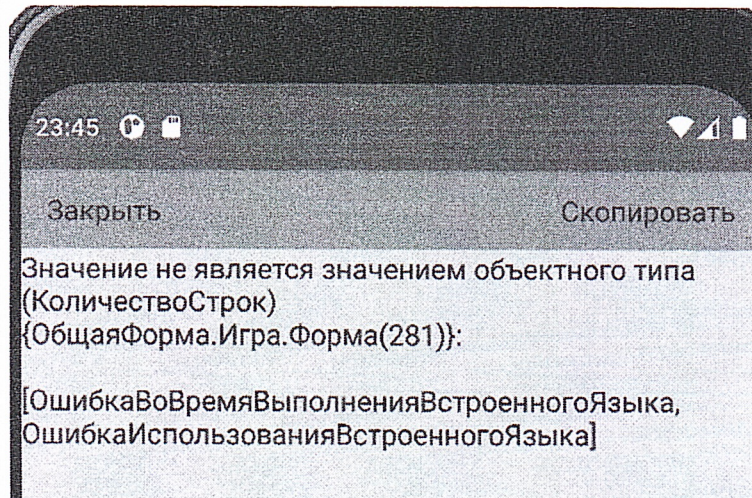 23:45
Закрыть Скопировать
Значение не является значением объектного типа
(КоличествоСтрок)
{ОбщаяФорма.Игра.Форма(281)}:
[ОшибкаВоВремяВыполненияВстроенногоЯзыка,
ОшибкаИспользованияВстроенногоЯзыка]